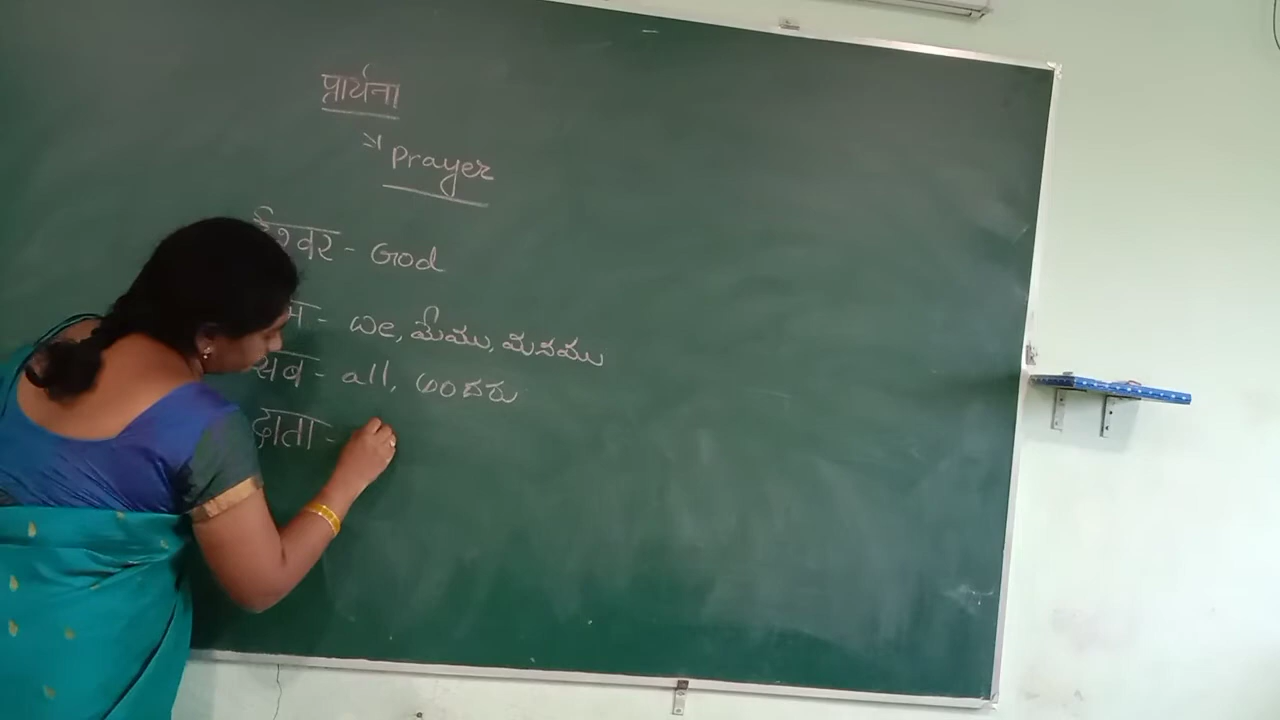 प्रार्थना
Prayer
ईश्वर - God
हम - we, మేము, మనము
सब - all, అందరు
दाता -